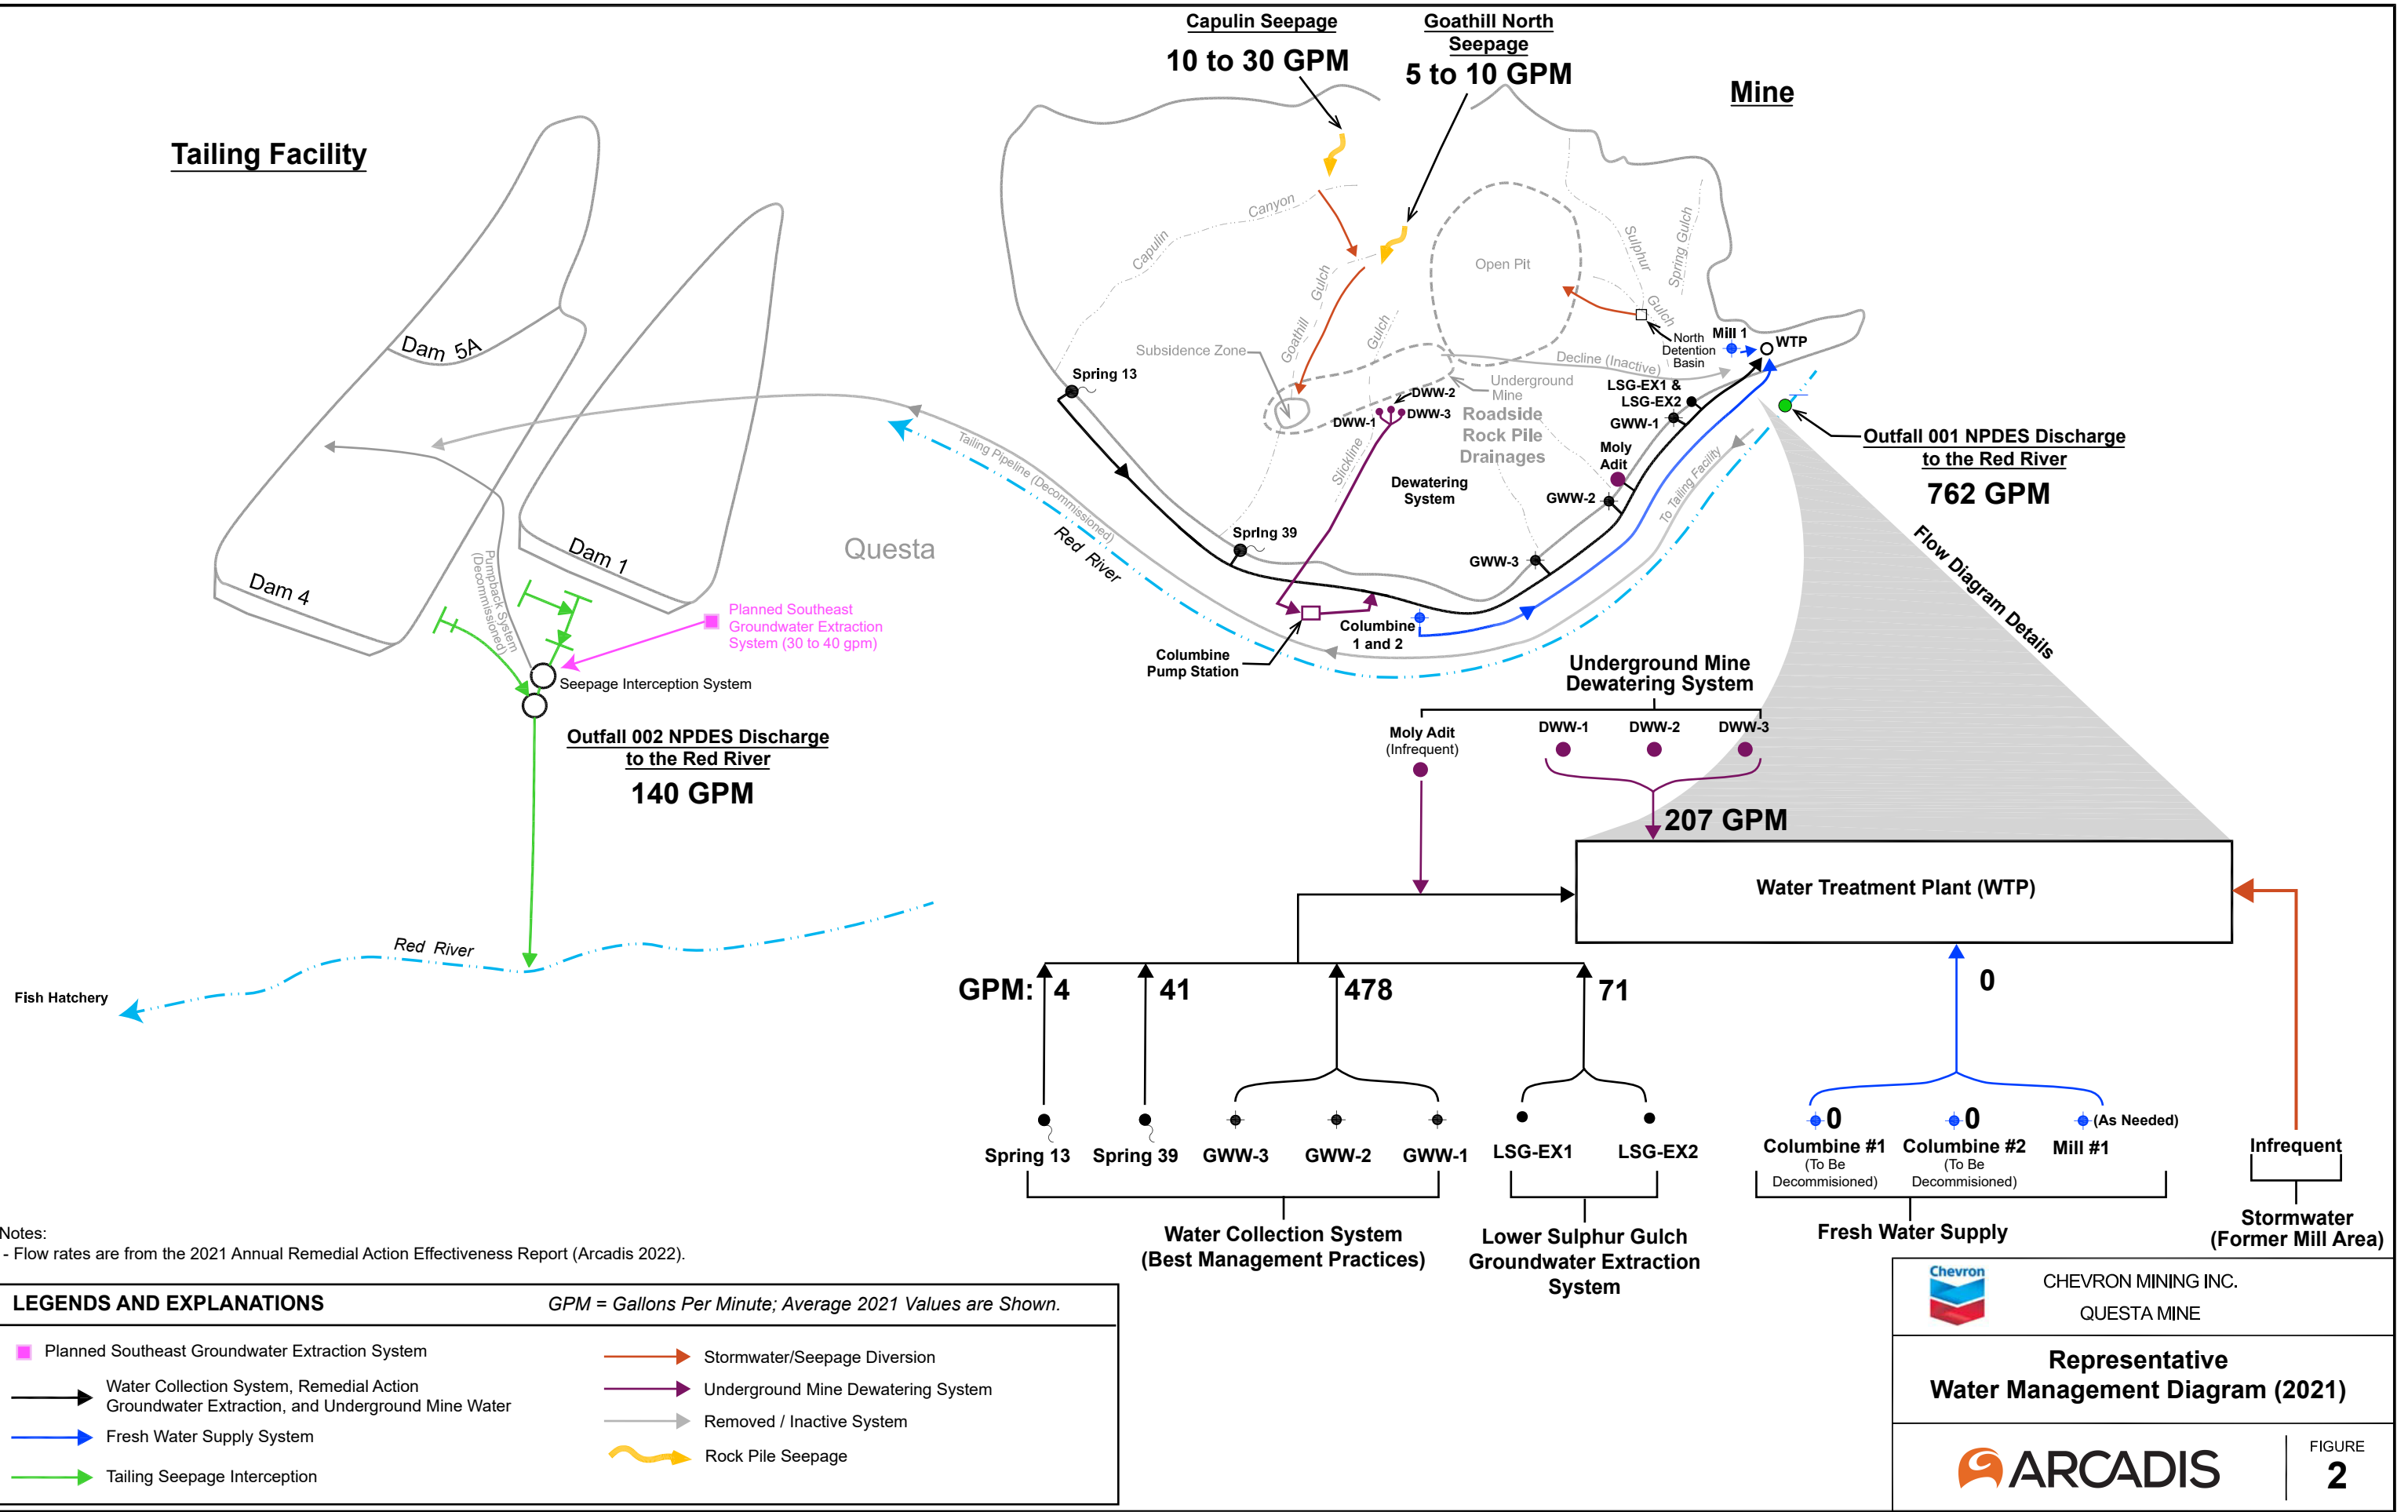 Capulin Seepage
10 to 30 GPM
Goathill North
Seepage
5 to 10 GPM
Mine
Tailing Facility
Canyon
Capulin
Gulch
Goathill
Gulch
Slickline
Open Pit
Sulphur
Gulch
Spring Gulch
North
Detention
Basin
Mill 1
WTP
Subsidence Zone
Decline (Inactive)
Underground
Mine
Spring 13
DWW-2
DWW-1
DWW-3
Roadside
Rock Pile
Drainages
LSG-EX1 &
LSG-EX2
GWW-1
Moly
Adit
Outfall 001 NPDES Discharge
to the Red River
762 GPM
Dewatering
System
GWW-2
To Tailing Facility
Tailing Pipeline (Decommissioned)
Red River
Spring 39
GWW-3
Flow Diagram Details
Questa
Dam 5A
Dam 1
Dam 4
Pumpback System
(Decommissioned)
Planned Southeast
Groundwater Extraction
System (30 to 40 gpm)
Columbine
1 and 2
Columbine
Pump Station
Seepage Interception System
Outfall 002 NPDES Discharge
to the Red River
140 GPM
Underground Mine
Dewatering System
Moly Adit
(Infrequent)
DWW-1
DWW-2
DWW-3
207 GPM
Water Treatment Plant (WTP)
Red River
Fish Hatchery
GPM: 4
41
478
71
0
0
0
(As Needed)
Spring 13
Spring 39
GWW-3
GWW-2
GWW-1
LSG-EX1
LSG-EX2
Columbine #1
(To Be
Decommisioned)
Columbine #2
(To Be
Decommisioned)
Mill #1
Infrequent
Water Collection System
(Best Management Practices)
Lower Sulphur Gulch
Groundwater Extraction
System
Fresh Water Supply
Stormwater
(Former Mill Area)
Notes:
- Flow rates are from the 2021 Annual Remedial Action Effectiveness Report (Arcadis 2022).
LEGENDS AND EXPLANATIONS
GPM = Gallons Per Minute; Average 2021 Values are Shown.
Planned Southeast Groundwater Extraction System
Water Collection System, Remedial Action
Groundwater Extraction, and Underground Mine Water
Fresh Water Supply System
Tailing Seepage Interception
Stormwater/Seepage Diversion
Underground Mine Dewatering System
Removed / Inactive System
Rock Pile Seepage
Chevron
CHEVRON MINING INC.
QUESTA MINE
Representative
Water Management Diagram (2021)
ARCADIS
FIGURE
2